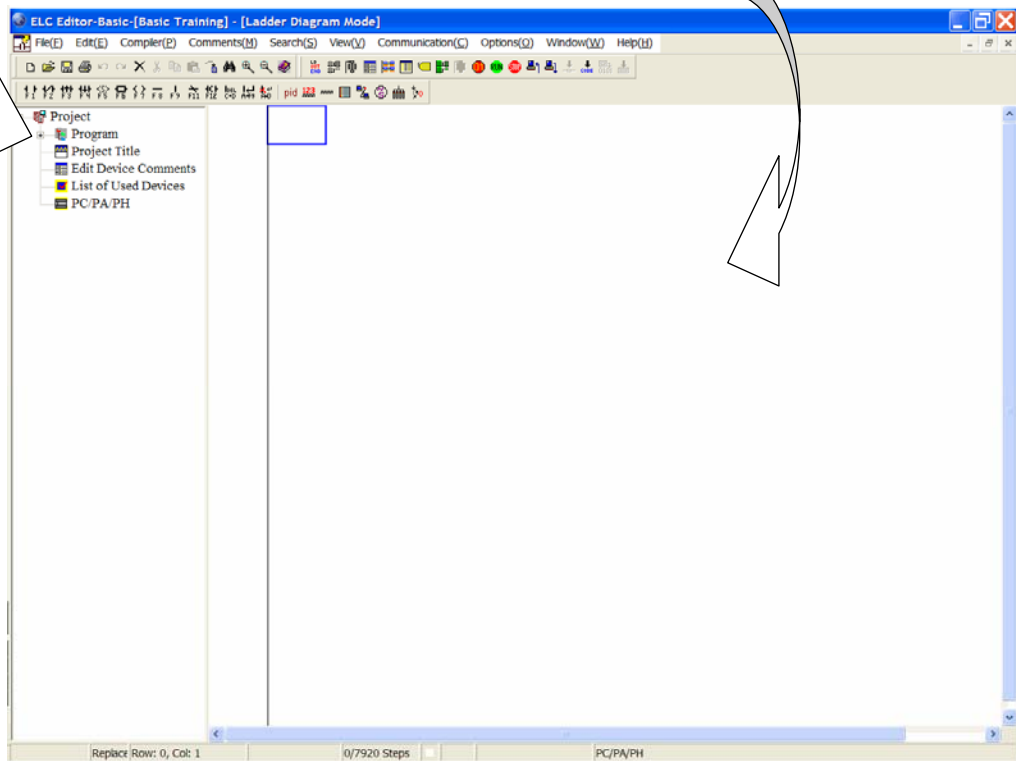 ELC Editor-Basic-[Basic Training] - [Ladder Diagram Mode]
File(F) Edit(E) Compiler(P) Comments(M) Search(S) View(V) Communication(C) Options(O) Window(W) Help(H)
pid 123
Project
Program
Project Title
Edit Device Comments
List of Used Devices
PC/PA/PH
Replace Row: 0, Col: 1 0/7920 Steps PC/PA/PH